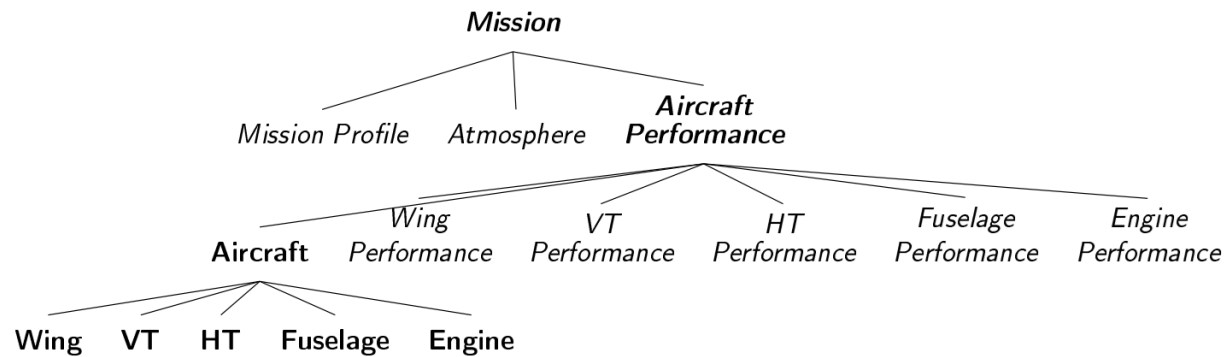 Mission
Mission Profile
Atmosphere
Aircraft
Performance
Aircraft
Wing
Performance
VT
Performance
HT
Performance
Fuselage
Performance
Engine
Performance
Wing
VT
HT
Fuselage
Engine